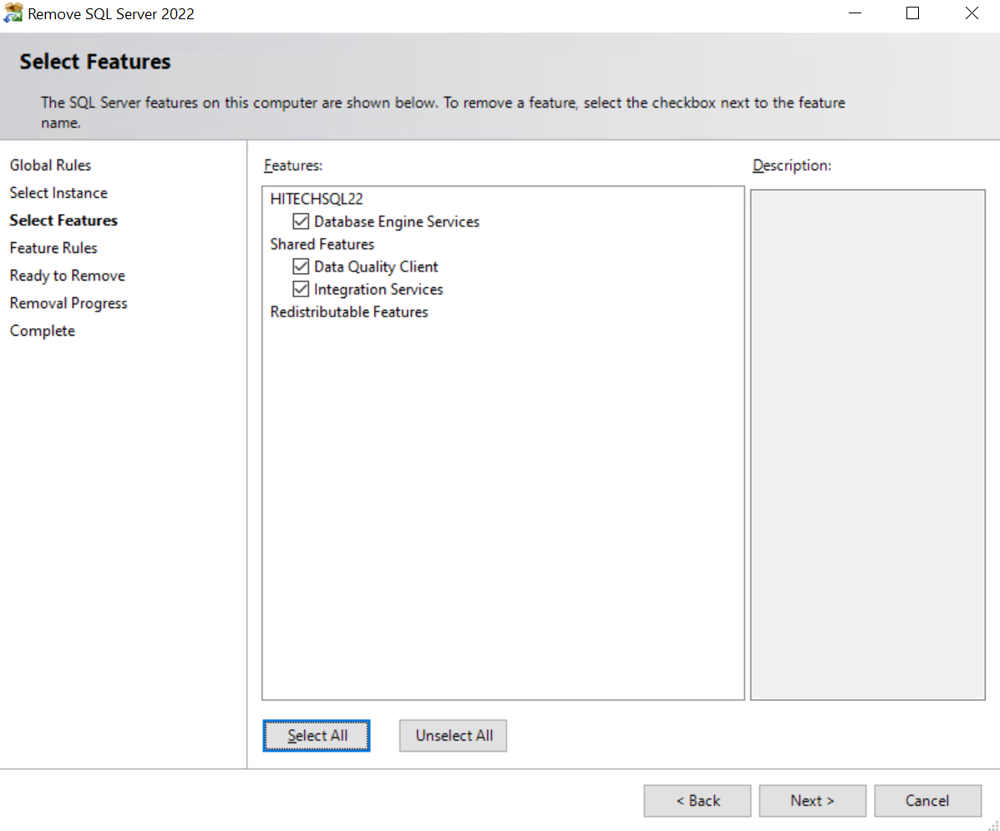 Remove SQL Server 2022
Select Features
The SQL Server features on this computer are shown below. To remove a feature, select the checkbox next to the feature
name.
Global Rules
Select Instance
Select Features
Feature Rules
Ready to Remove
Removal Progress
Complete
Features:
HITECHSQL22
Database Engine Services
Shared Features
Data Quality Client
Integration Services
Redistributable Features
Description:
Select All
Unselect All
< Back
Next >
Cancel